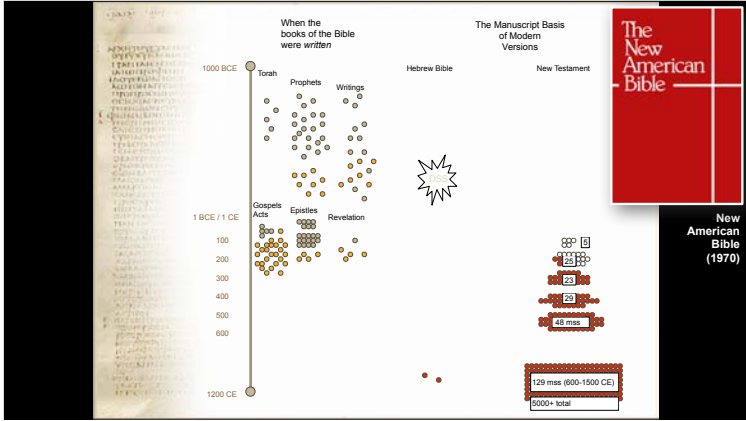 When the
books of the Bible
were written
The Manuscript Basis
of Modern
Versions
The
New
American
Bible
1000 BCE
Torah
Prophets
Writings
Hebrew Bible
New Testament
DSS
Gospels
Acts
Epistles
Revelation
1 BCE / 1 CE
New
American
Bible
(1970)
100
5
200
25
300
23
400
29
500
48 mss
600
129 mss (600-1500 CE)
1200 CE
5000+ total